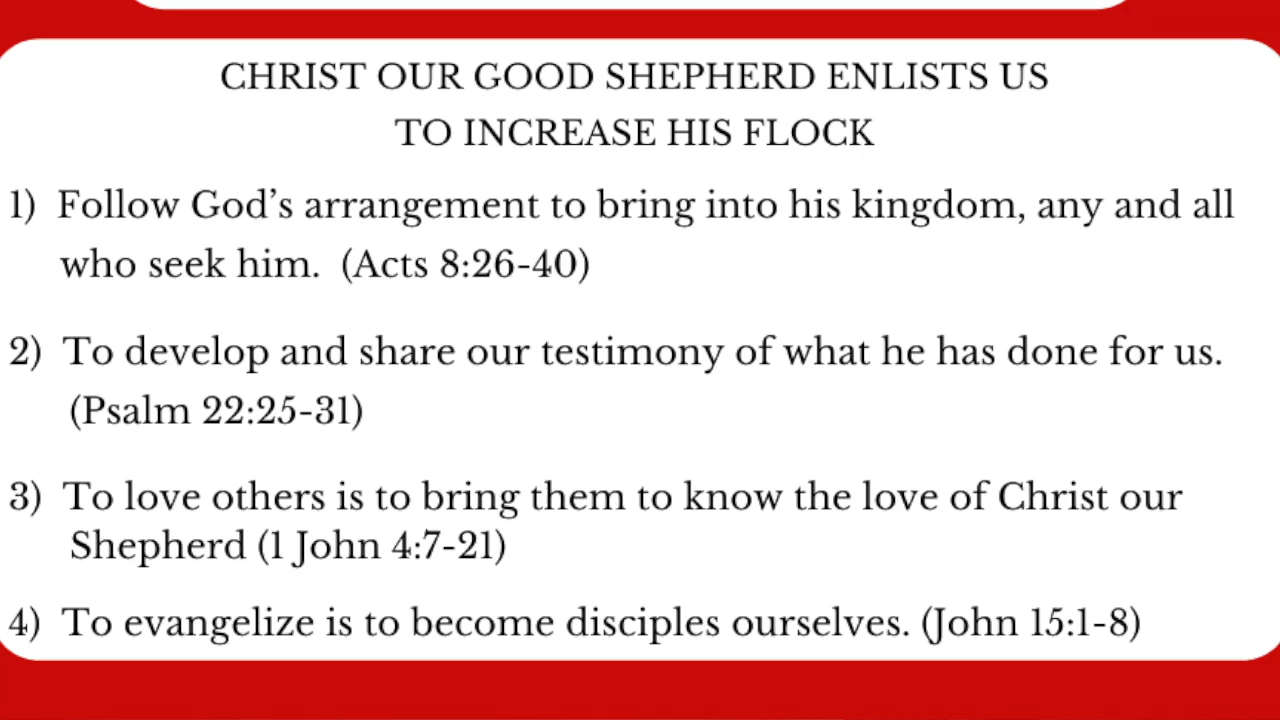 CHRIST OUR GOOD SHEPHERD ENLISTS US
TO INCREASE HIS FLOCK
1) Follow God’s arrangement to bring into his kingdom, any and all
who seek him. (Acts 8:26-40)
2) To develop and share our testimony of what he has done for us.
(Psalm 22:25-31)
3) To love others is to bring them to know the love of Christ our
Shepherd (1 John 4:7-21)
4) To evangelize is to become disciples ourselves. (John 15:1-8)